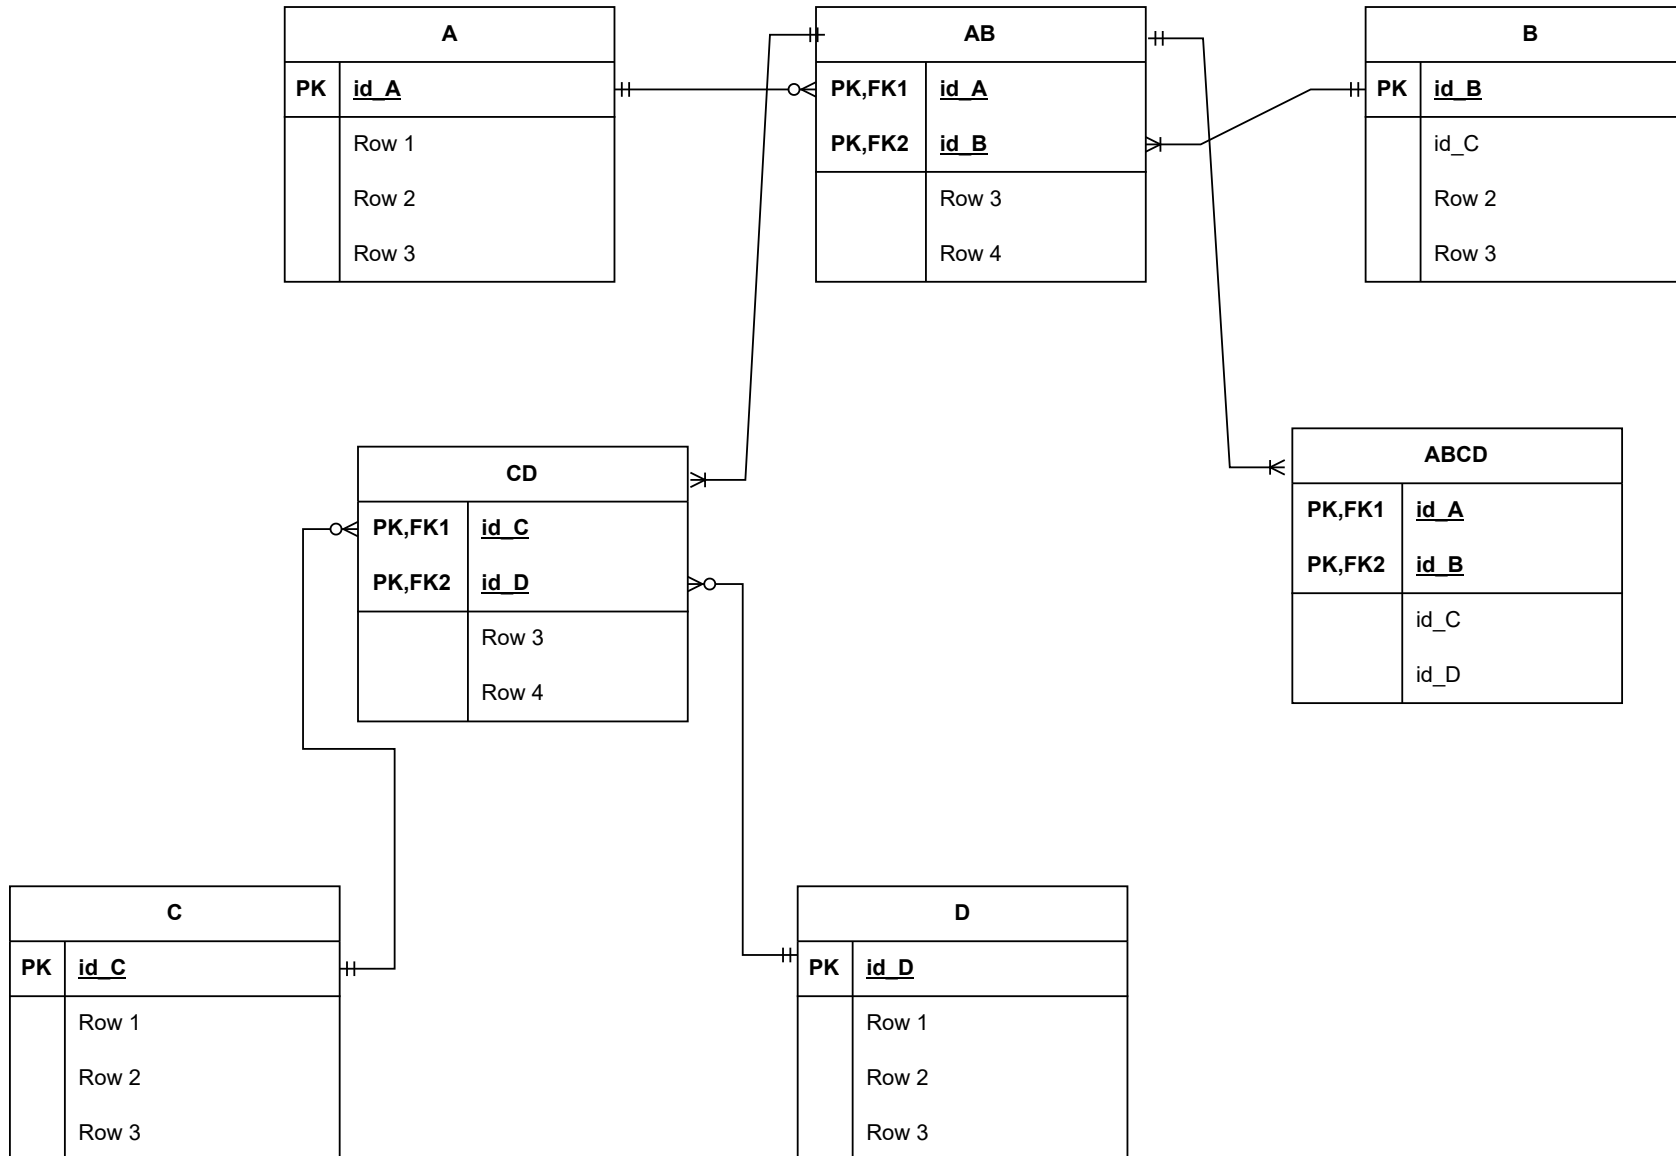 A
PK id_A
Row 1
Row 2
Row 3
AB
PK,FK1 id_A
PK,FK2 id_B
Row 3
Row 4
B
PK id_B
id_C
Row 2
Row 3
CD
PK,FK1 id_C
PK,FK2 id_D
Row 3
Row 4
ABCD
PK,FK1 id_A
PK,FK2 id_B
id_C
id_D
C
PK id_C
Row 1
Row 2
Row 3
D
PK id_D
Row 1
Row 2
Row 3